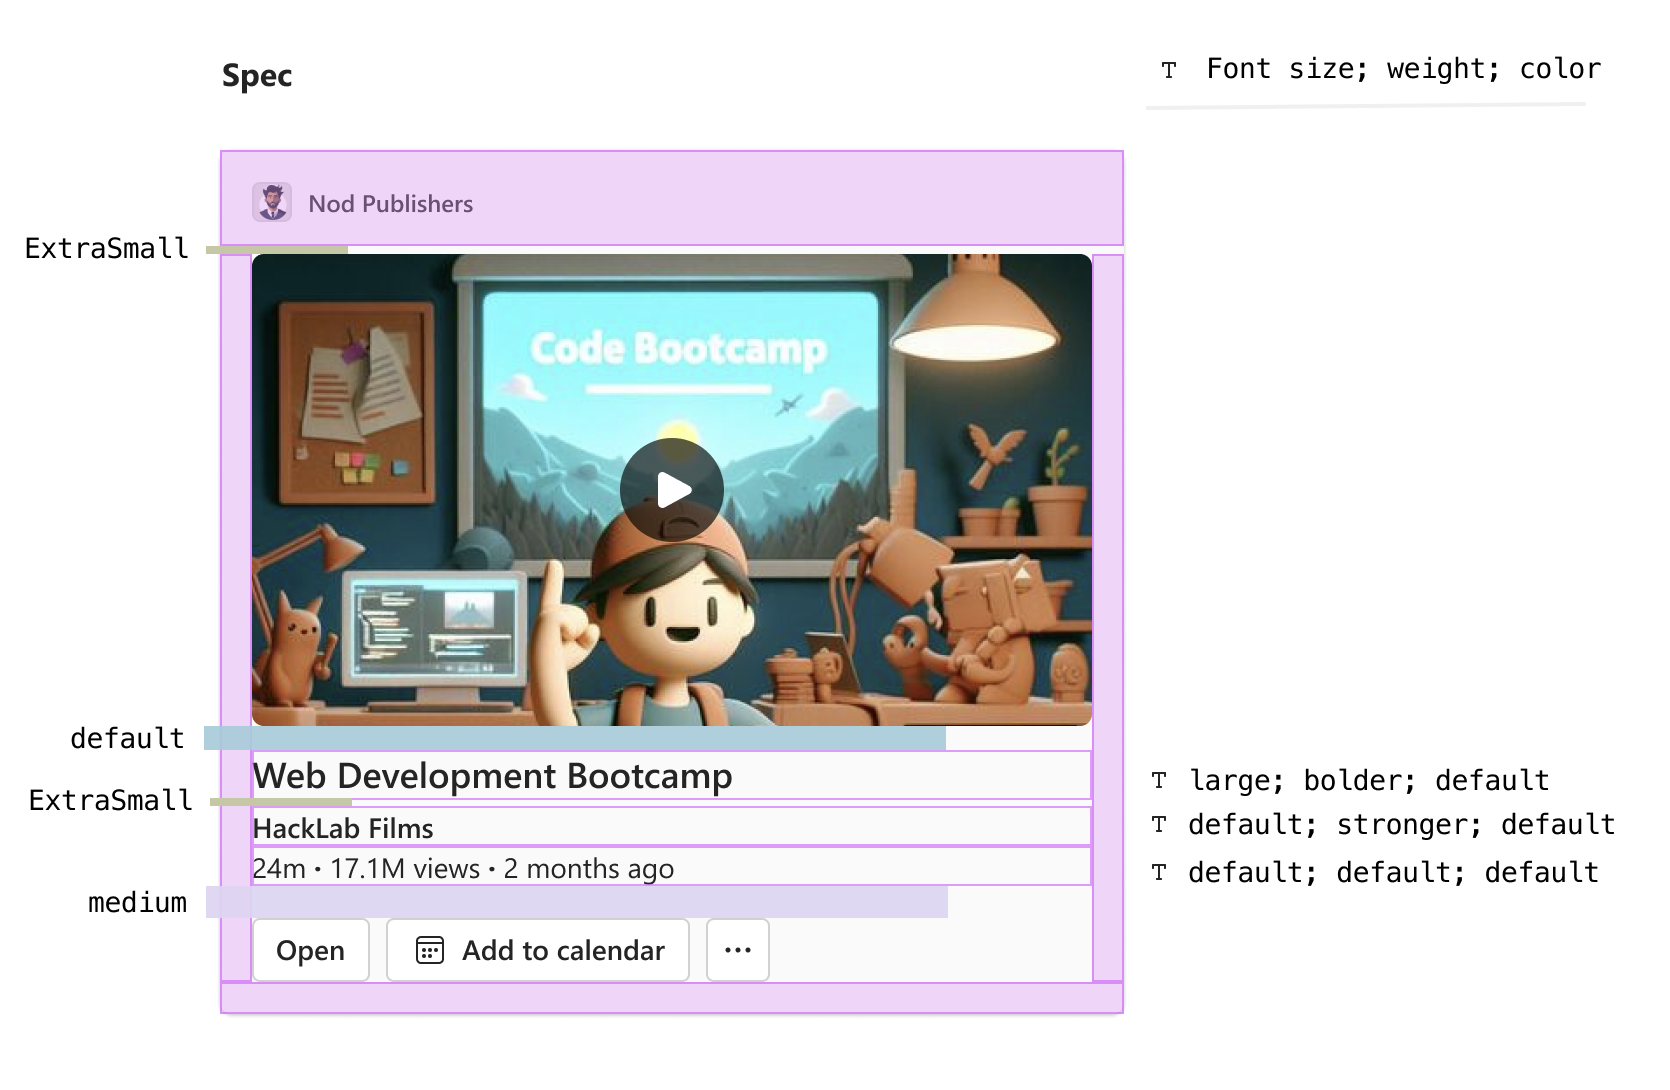 Spec
T Font size; weight; color
Nod Publishers
ExtraSmall
Code Bootcamp
default
Web Development Bootcamp
T large; bolder; default
ExtraSmall
HackLab Films
T default; stronger; default
24m • 17.1M views • 2 months ago
T default; default; default
medium
Open
Add to calendar
...